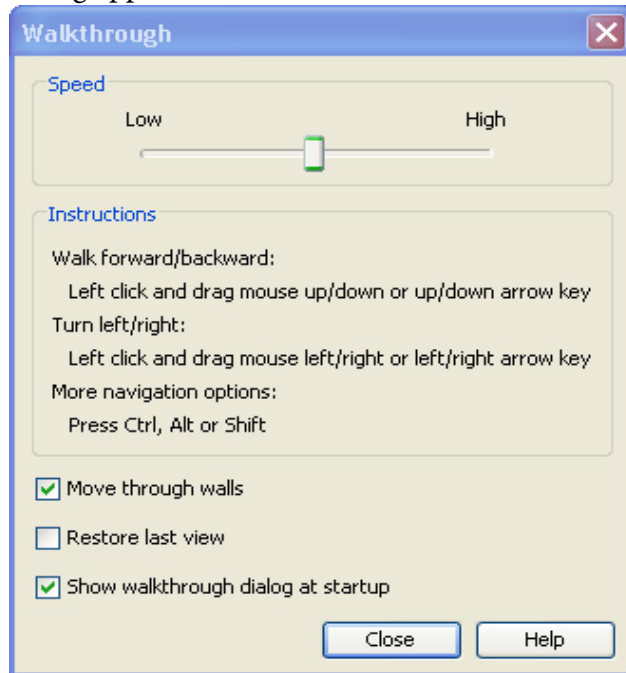 Walkthrough
Speed
Low High
Instructions
Walk forward/backward:
Left click and drag mouse up/down or up/down arrow key
Turn left/right:
Left click and drag mouse left/right or left/right arrow key
More navigation options:
Press Ctrl, Alt or Shift
Move through walls
Restore last view
Show walkthrough dialog at startup
Close Help